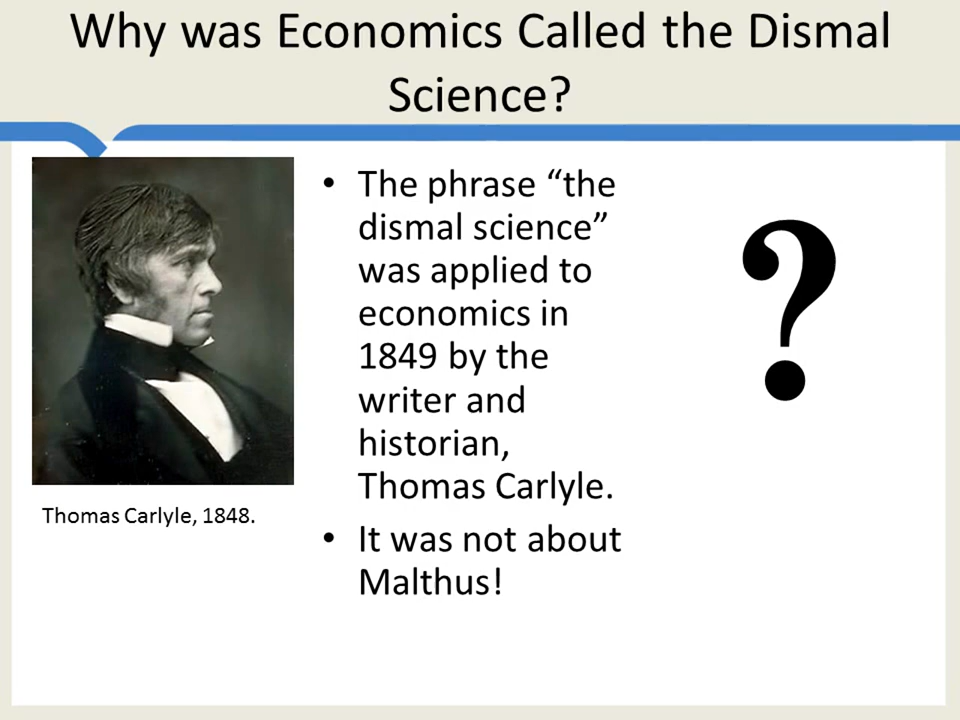 Why was Economics Called the Dismal
Science?
• The phrase “the
dismal science”
was applied to
economics in
1849 by the
writer and
historian,
Thomas Carlyle.
• It was not about
Malthus!
?
Thomas Carlyle, 1848.